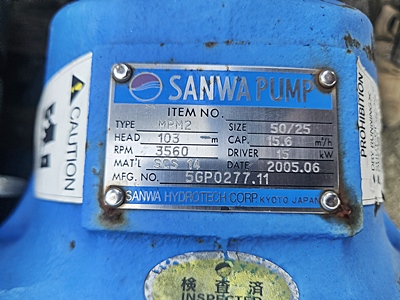 SANWA PUMP
ITEM NO.
TYPE MPM2 SIZE 50/25
HEAD 103 m CAP. 15.6 m³/h
RPM 3560 DRIVER 15 kW
MAT'L SCS 14 DATE 2005.06
MFG. NO. 5GP0277.11
SANWA HYDROTECH CORP. KYOTO JAPAN
CAUTION
PROHIBITION
検査済
INSPECTED